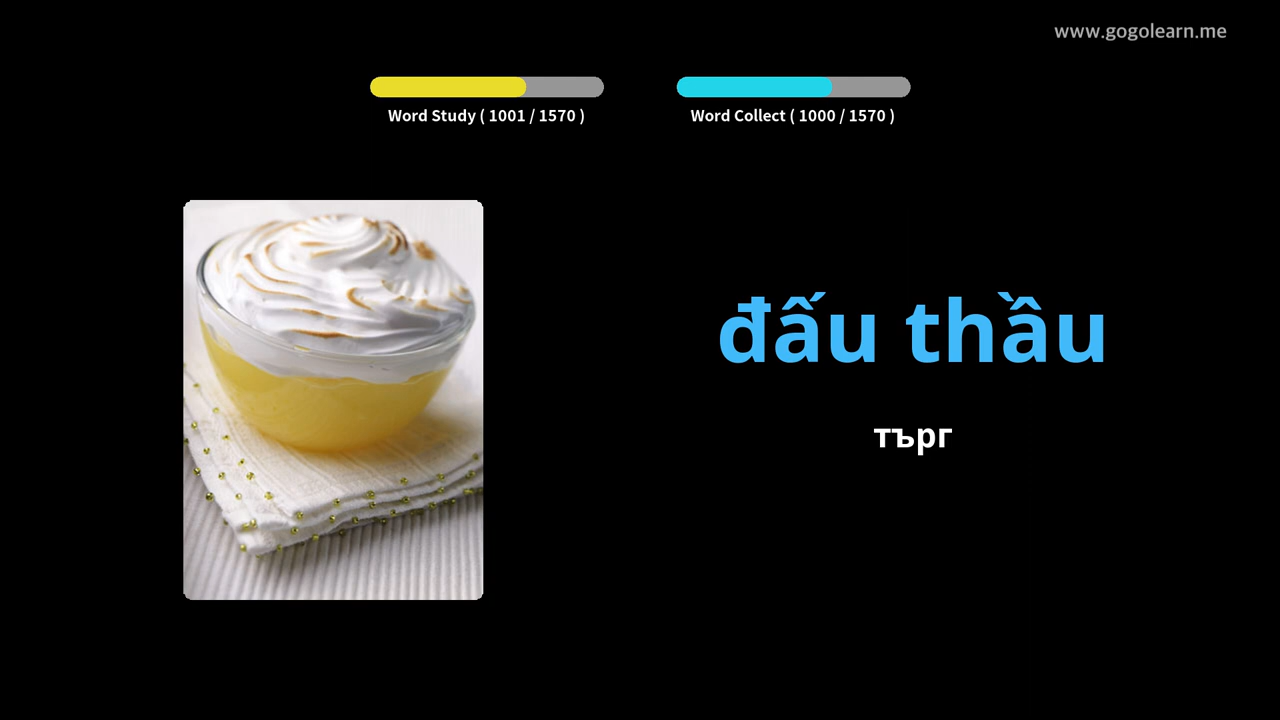 www.gogolearn.me
Word Study ( 1001 / 1570 )
Word Collect ( 1000 / 1570 )
đấu thầu
търг